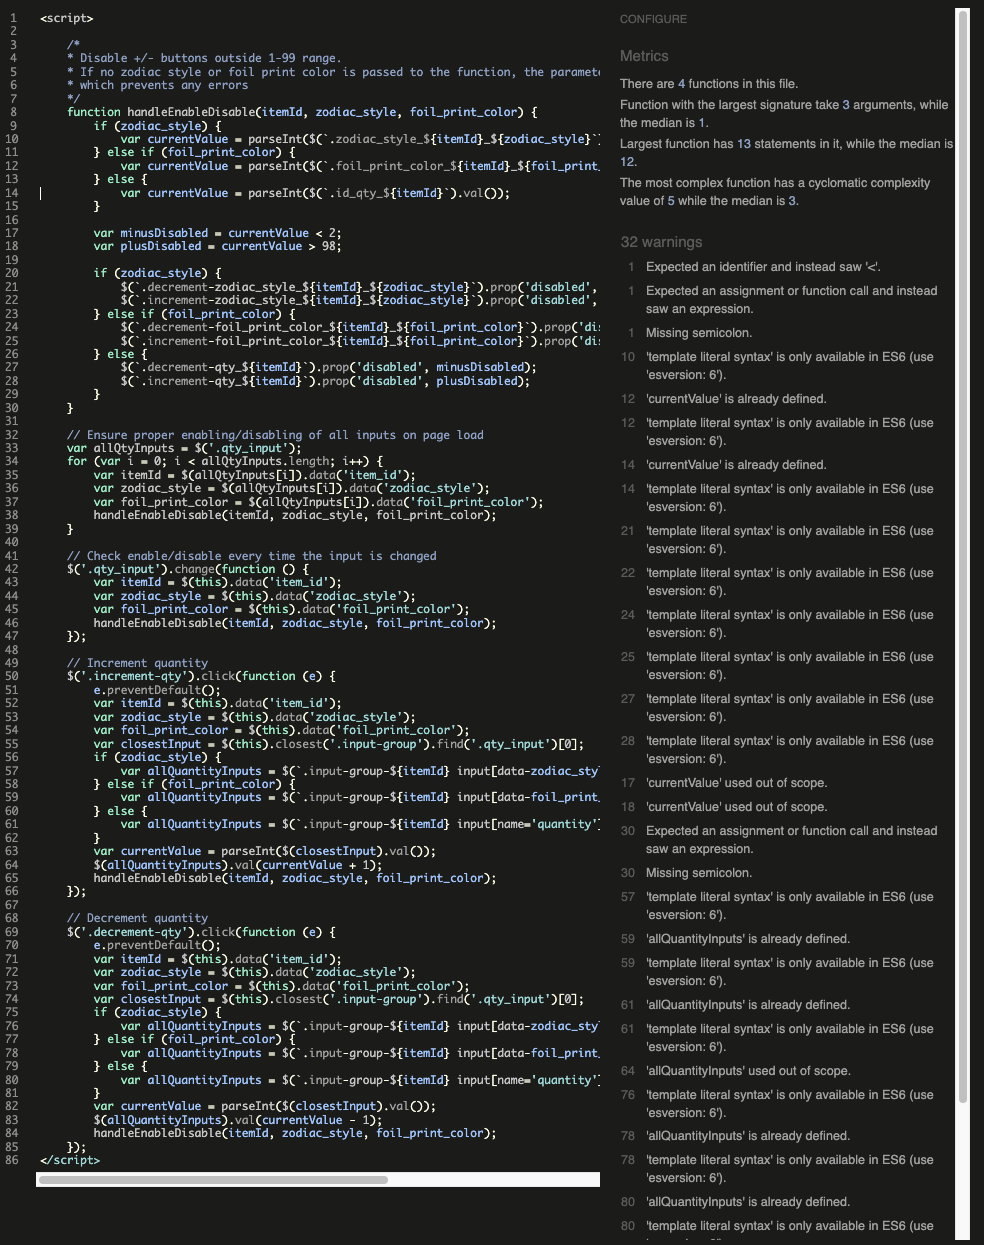 1 <script>
2
3 /*
4 * Disable +/- buttons outside 1-99 range.
5 * If no zodiac style or foil print color is passed to the function, the paramete
6 * which prevents any errors
7 */
8 function handleEnableDisable(itemId, zodiac_style, foil_print_color) {
9 if (zodiac_style) {
10 var currentValue = parseInt($(`.zodiac_style_${itemId}_${zodiac_style}`)
11 } else if (foil_print_color) {
12 var currentValue = parseInt($(`.foil_print_color_${itemId}_${foil_print_
13 } else {
14 var currentValue = parseInt($(`.id_qty_${itemId}`).val());
15 }
16
17 var minusDisabled = currentValue < 2;
18 var plusDisabled = currentValue > 98;
19
20 if (zodiac_style) {
21 $(`.decrement-zodiac_style_${itemId}_${zodiac_style}`).prop('disabled',
22 $(`.increment-zodiac_style_${itemId}_${zodiac_style}`).prop('disabled',
23 } else if (foil_print_color) {
24 $(`.decrement-foil_print_color_${itemId}_${foil_print_color}`).prop('dis
25 $(`.increment-foil_print_color_${itemId}_${foil_print_color}`).prop('dis
26 } else {
27 $(`.decrement-qty_${itemId}`).prop('disabled', minusDisabled);
28 $(`.increment-qty_${itemId}`).prop('disabled', plusDisabled);
29 }
30 }
31
32 // Ensure proper enabling/disabling of all inputs on page load
33 var allQtyInputs = $('.qty_input');
34 for (var i = 0; i < allQtyInputs.length; i++) {
35 var itemId = $(allQtyInputs[i]).data('item_id');
36 var zodiac_style = $(allQtyInputs[i]).data('zodiac_style');
37 var foil_print_color = $(allQtyInputs[i]).data('foil_print_color');
38 handleEnableDisable(itemId, zodiac_style, foil_print_color);
39 }
40
41 // Check enable/disable every time the input is changed
42 $('.qty_input').change(function () {
43 var itemId = $(this).data('item_id');
44 var zodiac_style = $(this).data('zodiac_style');
45 var foil_print_color = $(this).data('foil_print_color');
46 handleEnableDisable(itemId, zodiac_style, foil_print_color);
47 });
48
49 // Increment quantity
50 $('.increment-qty').click(function (e) {
51 e.preventDefault();
52 var itemId = $(this).data('item_id');
53 var zodiac_style = $(this).data('zodiac_style');
54 var foil_print_color = $(this).data('foil_print_color');
55 var closestInput = $(this).closest('.input-group').find('.qty_input')[0];
56 if (zodiac_style) {
57 var allQuantityInputs = $(`.input-group-${itemId} input[data-zodiac_sty
58 } else if (foil_print_color) {
59 var allQuantityInputs = $(`.input-group-${itemId} input[data-foil_print_
60 } else {
61 var allQuantityInputs = $(`.input-group-${itemId} input[name='quantity']
62 }
63 var currentValue = parseInt($(closestInput).val());
64 $(allQuantityInputs).val(currentValue + 1);
65 handleEnableDisable(itemId, zodiac_style, foil_print_color);
66 });
67
68 // Decrement quantity
69 $('.decrement-qty').click(function (e) {
70 e.preventDefault();
71 var itemId = $(this).data('item_id');
72 var zodiac_style = $(this).data('zodiac_style');
73 var foil_print_color = $(this).data('foil_print_color');
74 var closestInput = $(this).closest('.input-group').find('.qty_input')[0];
75 if (zodiac_style) {
76 var allQuantityInputs = $(`.input-group-${itemId} input[data-zodiac_sty
77 } else if (foil_print_color) {
78 var allQuantityInputs = $(`.input-group-${itemId} input[data-foil_print_
79 } else {
80 var allQuantityInputs = $(`.input-group-${itemId} input[name='quantity']
81 }
82 var currentValue = parseInt($(closestInput).val());
83 $(allQuantityInputs).val(currentValue - 1);
84 handleEnableDisable(itemId, zodiac_style, foil_print_color);
85 });
86 </script>
CONFIGURE
Metrics
There are 4 functions in this file.
Function with the largest signature take 3 arguments, while
the median is 1.
Largest function has 13 statements in it, while the median is
12.
The most complex function has a cyclomatic complexity
value of 5 while the median is 3.
32 warnings
1 Expected an identifier and instead saw '<'.
1 Expected an assignment or function call and instead
saw an expression.
1 Missing semicolon.
10 'template literal syntax' is only available in ES6 (use
'esversion: 6').
12 'currentValue' is already defined.
12 'template literal syntax' is only available in ES6 (use
'esversion: 6').
14 'currentValue' is already defined.
14 'template literal syntax' is only available in ES6 (use
'esversion: 6').
21 'template literal syntax' is only available in ES6 (use
'esversion: 6').
22 'template literal syntax' is only available in ES6 (use
'esversion: 6').
24 'template literal syntax' is only available in ES6 (use
'esversion: 6').
25 'template literal syntax' is only available in ES6 (use
'esversion: 6').
27 'template literal syntax' is only available in ES6 (use
'esversion: 6').
28 'template literal syntax' is only available in ES6 (use
'esversion: 6').
17 'currentValue' used out of scope.
18 'currentValue' used out of scope.
30 Expected an assignment or function call and instead
saw an expression.
30 Missing semicolon.
57 'template literal syntax' is only available in ES6 (use
'esversion: 6').
59 'allQuantityInputs' is already defined.
59 'template literal syntax' is only available in ES6 (use
'esversion: 6').
61 'allQuantityInputs' is already defined.
61 'template literal syntax' is only available in ES6 (use
'esversion: 6').
64 'allQuantityInputs' used out of scope.
76 'template literal syntax' is only available in ES6 (use
'esversion: 6').
78 'allQuantityInputs' is already defined.
78 'template literal syntax' is only available in ES6 (use
'esversion: 6').
80 'allQuantityInputs' is already defined.
80 'template literal syntax' is only available in ES6 (use